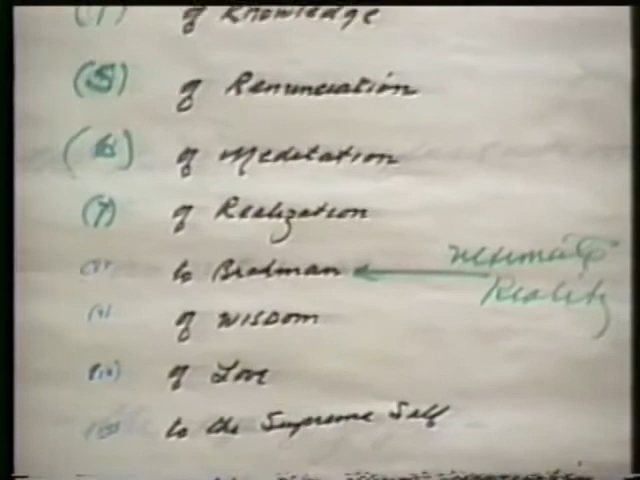 of Knowledge
(5) of Renunciation
(6) of Meditation
(7) of Realization
to Brahman
Ultimate
Reality
of WISDOM
of Love
to the Supreme Self